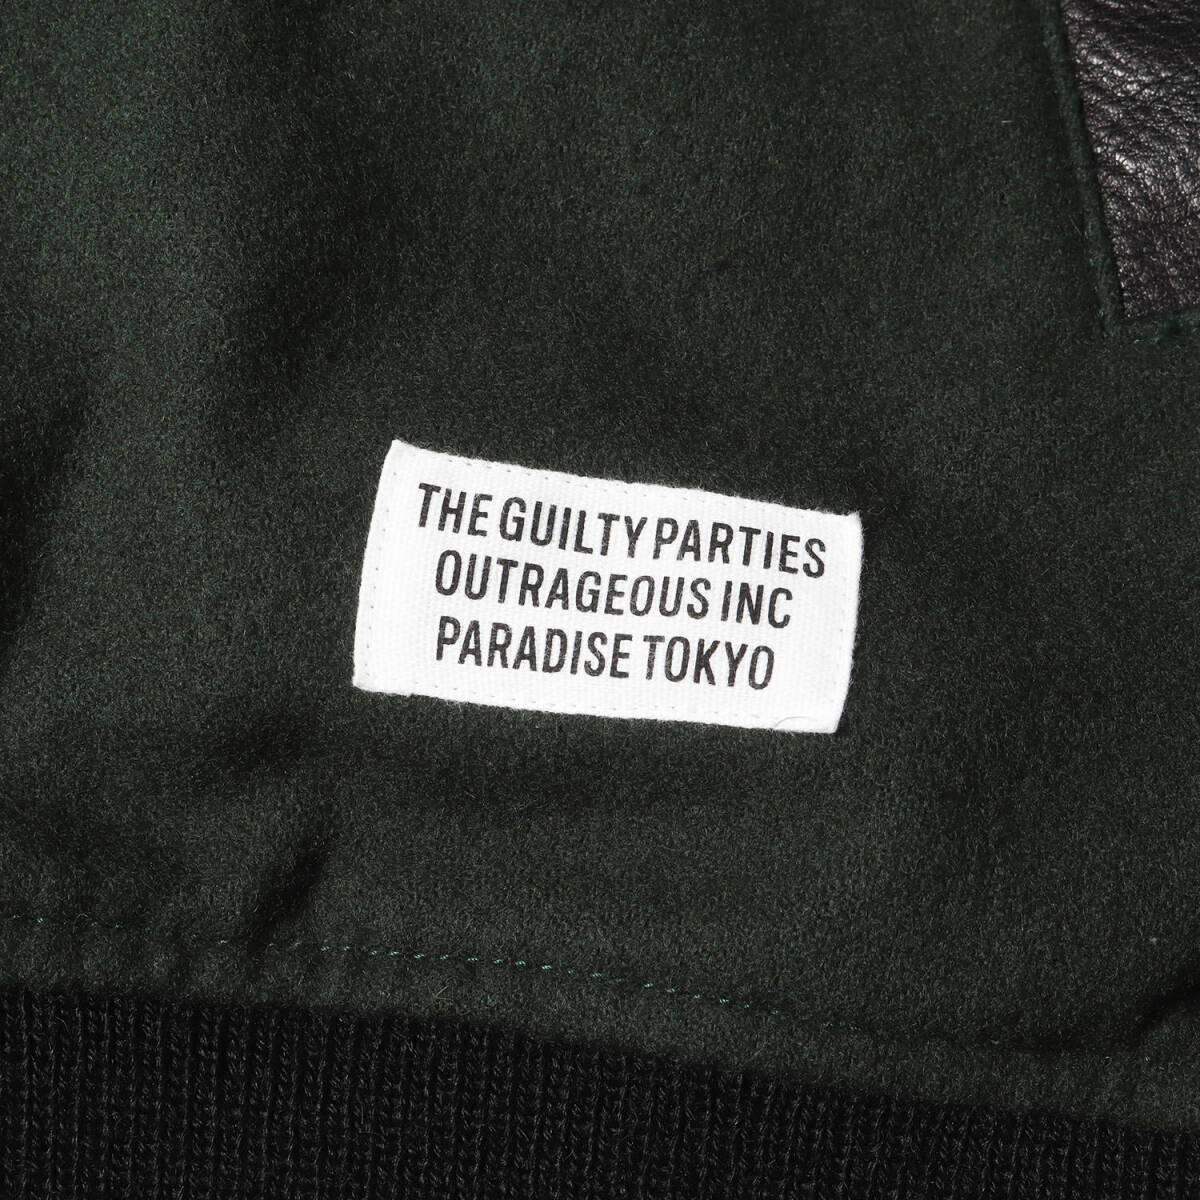 THE GUILTY PARTIES
OUTRAGEOUS INC
PARADISE TOKYO